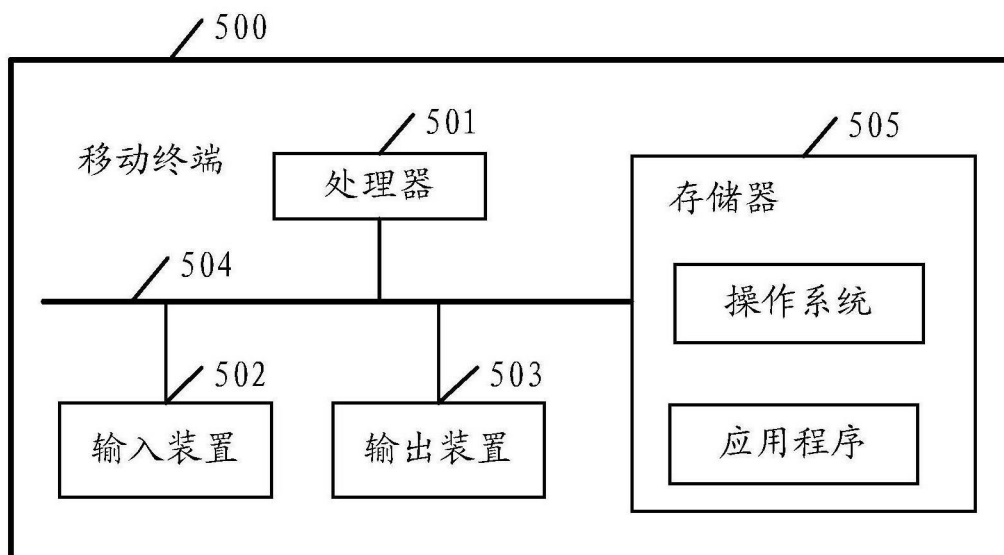 500
501
505
移动终端
处理器
存储器
504
操作系统
502
503
输入装置
输出装置
应用程序